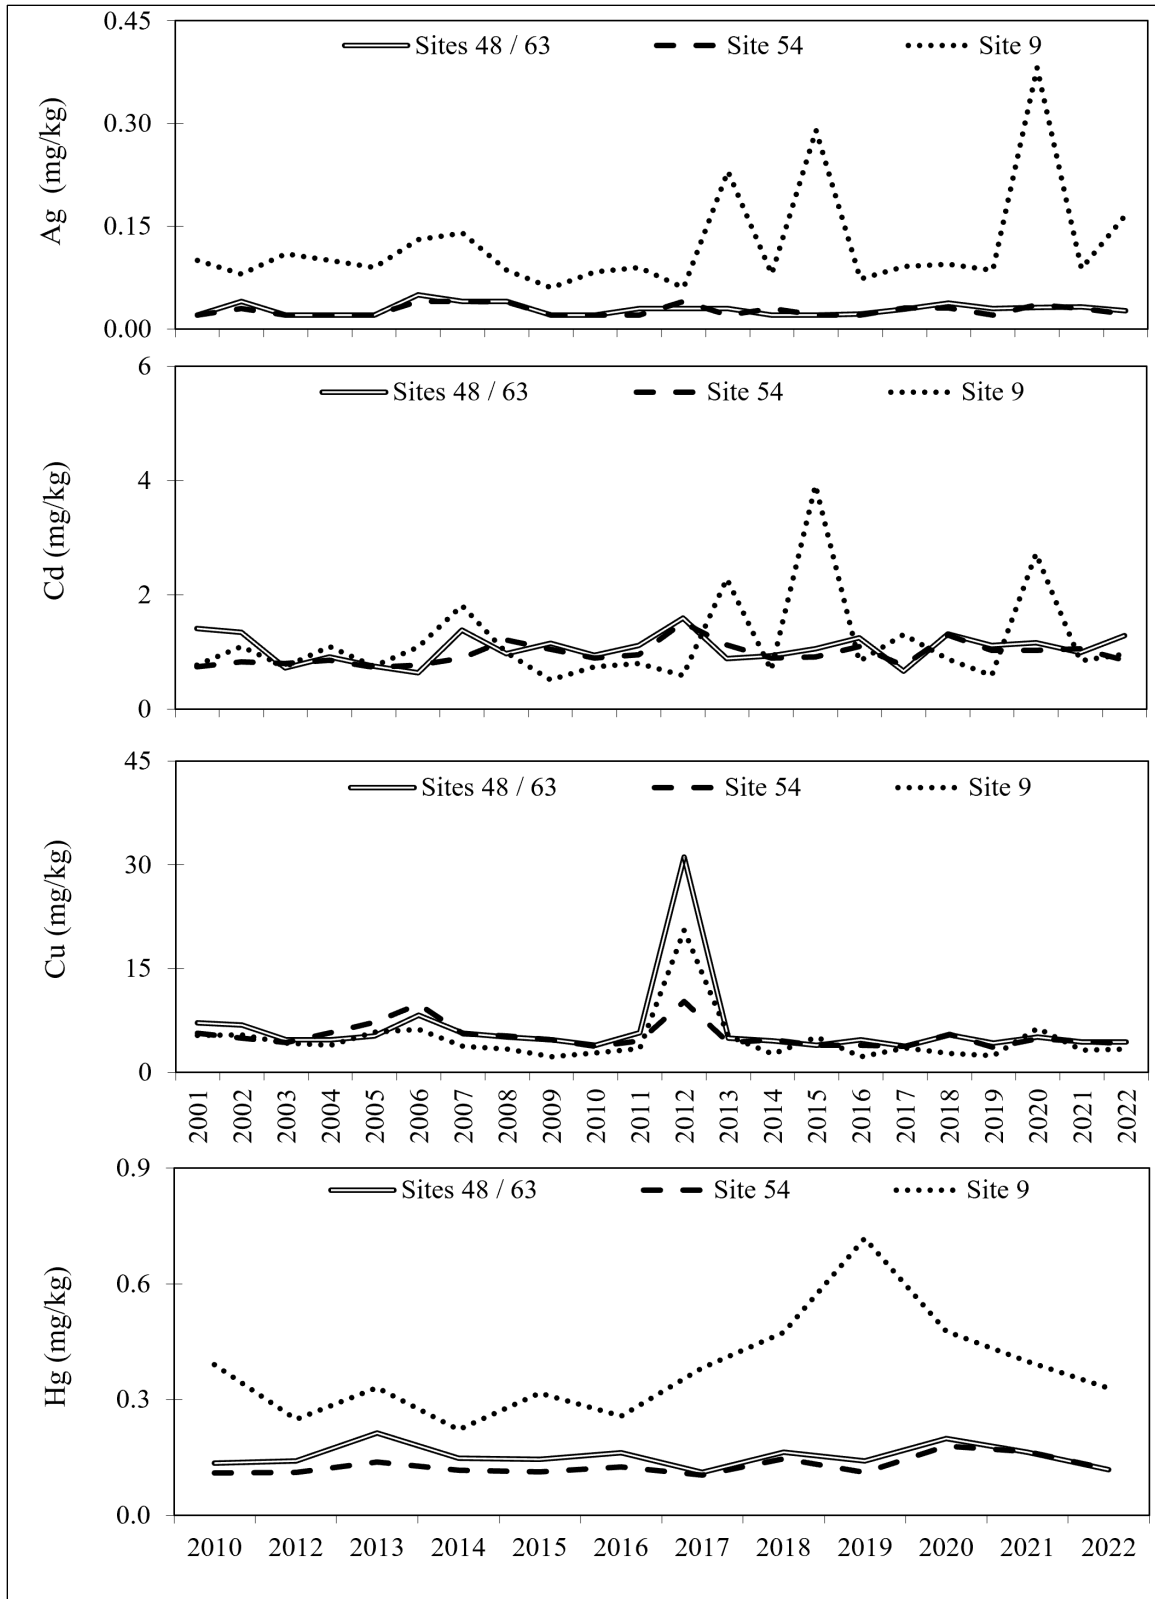 0.45
Sites 48 / 63 Site 54 Site 9
0.30
Ag (mg/kg)
0.15
0.00
6
Sites 48 / 63 Site 54 Site 9
4
Cd (mg/kg)
2
0
45
Sites 48 / 63 Site 54 Site 9
30
Cu (mg/kg)
15
0
2001 2002 2003 2004 2005 2006 2007 2008 2009 2010 2011 2012 2013 2014 2015 2016 2017 2018 2019 2020 2021 2022
0.9
Sites 48 / 63 Site 54 Site 9
0.6
Hg (mg/kg)
0.3
0.0
2010 2012 2013 2014 2015 2016 2017 2018 2019 2020 2021 2022